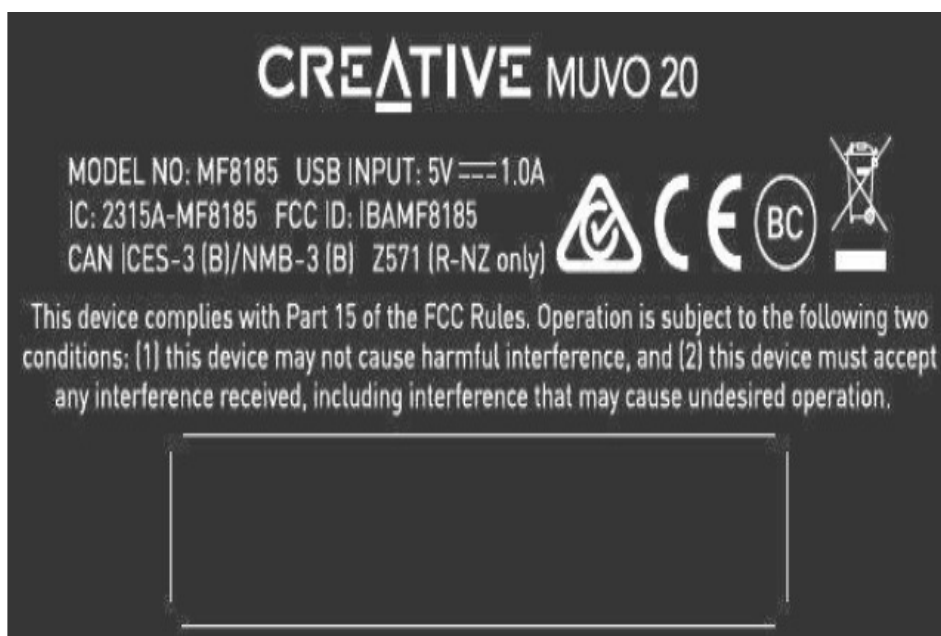 CREATIVE MUVO 20
MODEL NO: MF8185 USB INPUT: 5V ⎓ 1.0A
IC: 2315A-MF8185 FCC ID: IBAMF8185
CAN ICES-3 (B)/NMB-3 (B) Z571 (R-NZ only)
CE BC
This device complies with Part 15 of the FCC Rules. Operation is subject to the following two
conditions: (1) this device may not cause harmful interference, and (2) this device must accept
any interference received, including interference that may cause undesired operation.